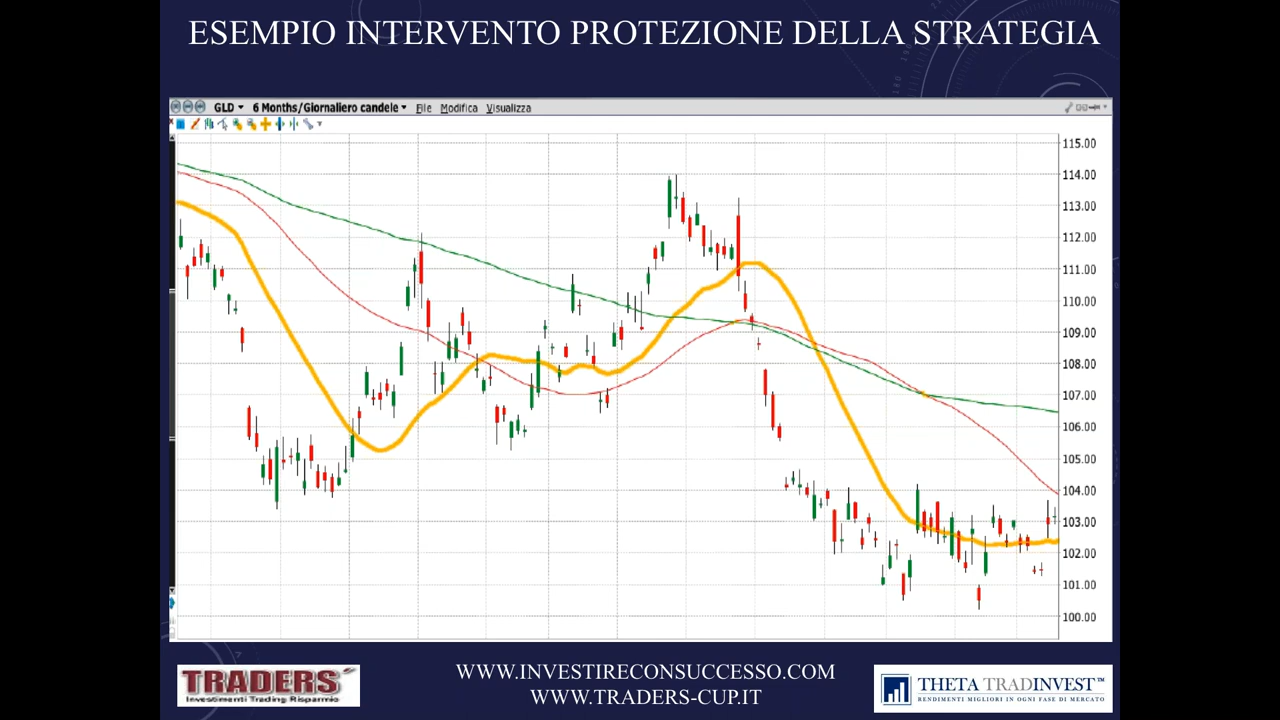 ESEMPIO INTERVENTO PROTEZIONE DELLA STRATEGIA
GLD 6 Months/Giornaliero candele File Modifica Visualizza
115.00
114.00
113.00
112.00
111.00
110.00
109.00
108.00
107.00
106.00
105.00
104.00
103.00
102.00
101.00
100.00
TRADERS´
Investimenti Trading Risparmio
WWW.INVESTIRECONSUCCESSO.COM
WWW.TRADERS-CUP.IT
THETA TRADINVEST™
RENDIMENTI MIGLIORI IN OGNI FASE DI MERCATO